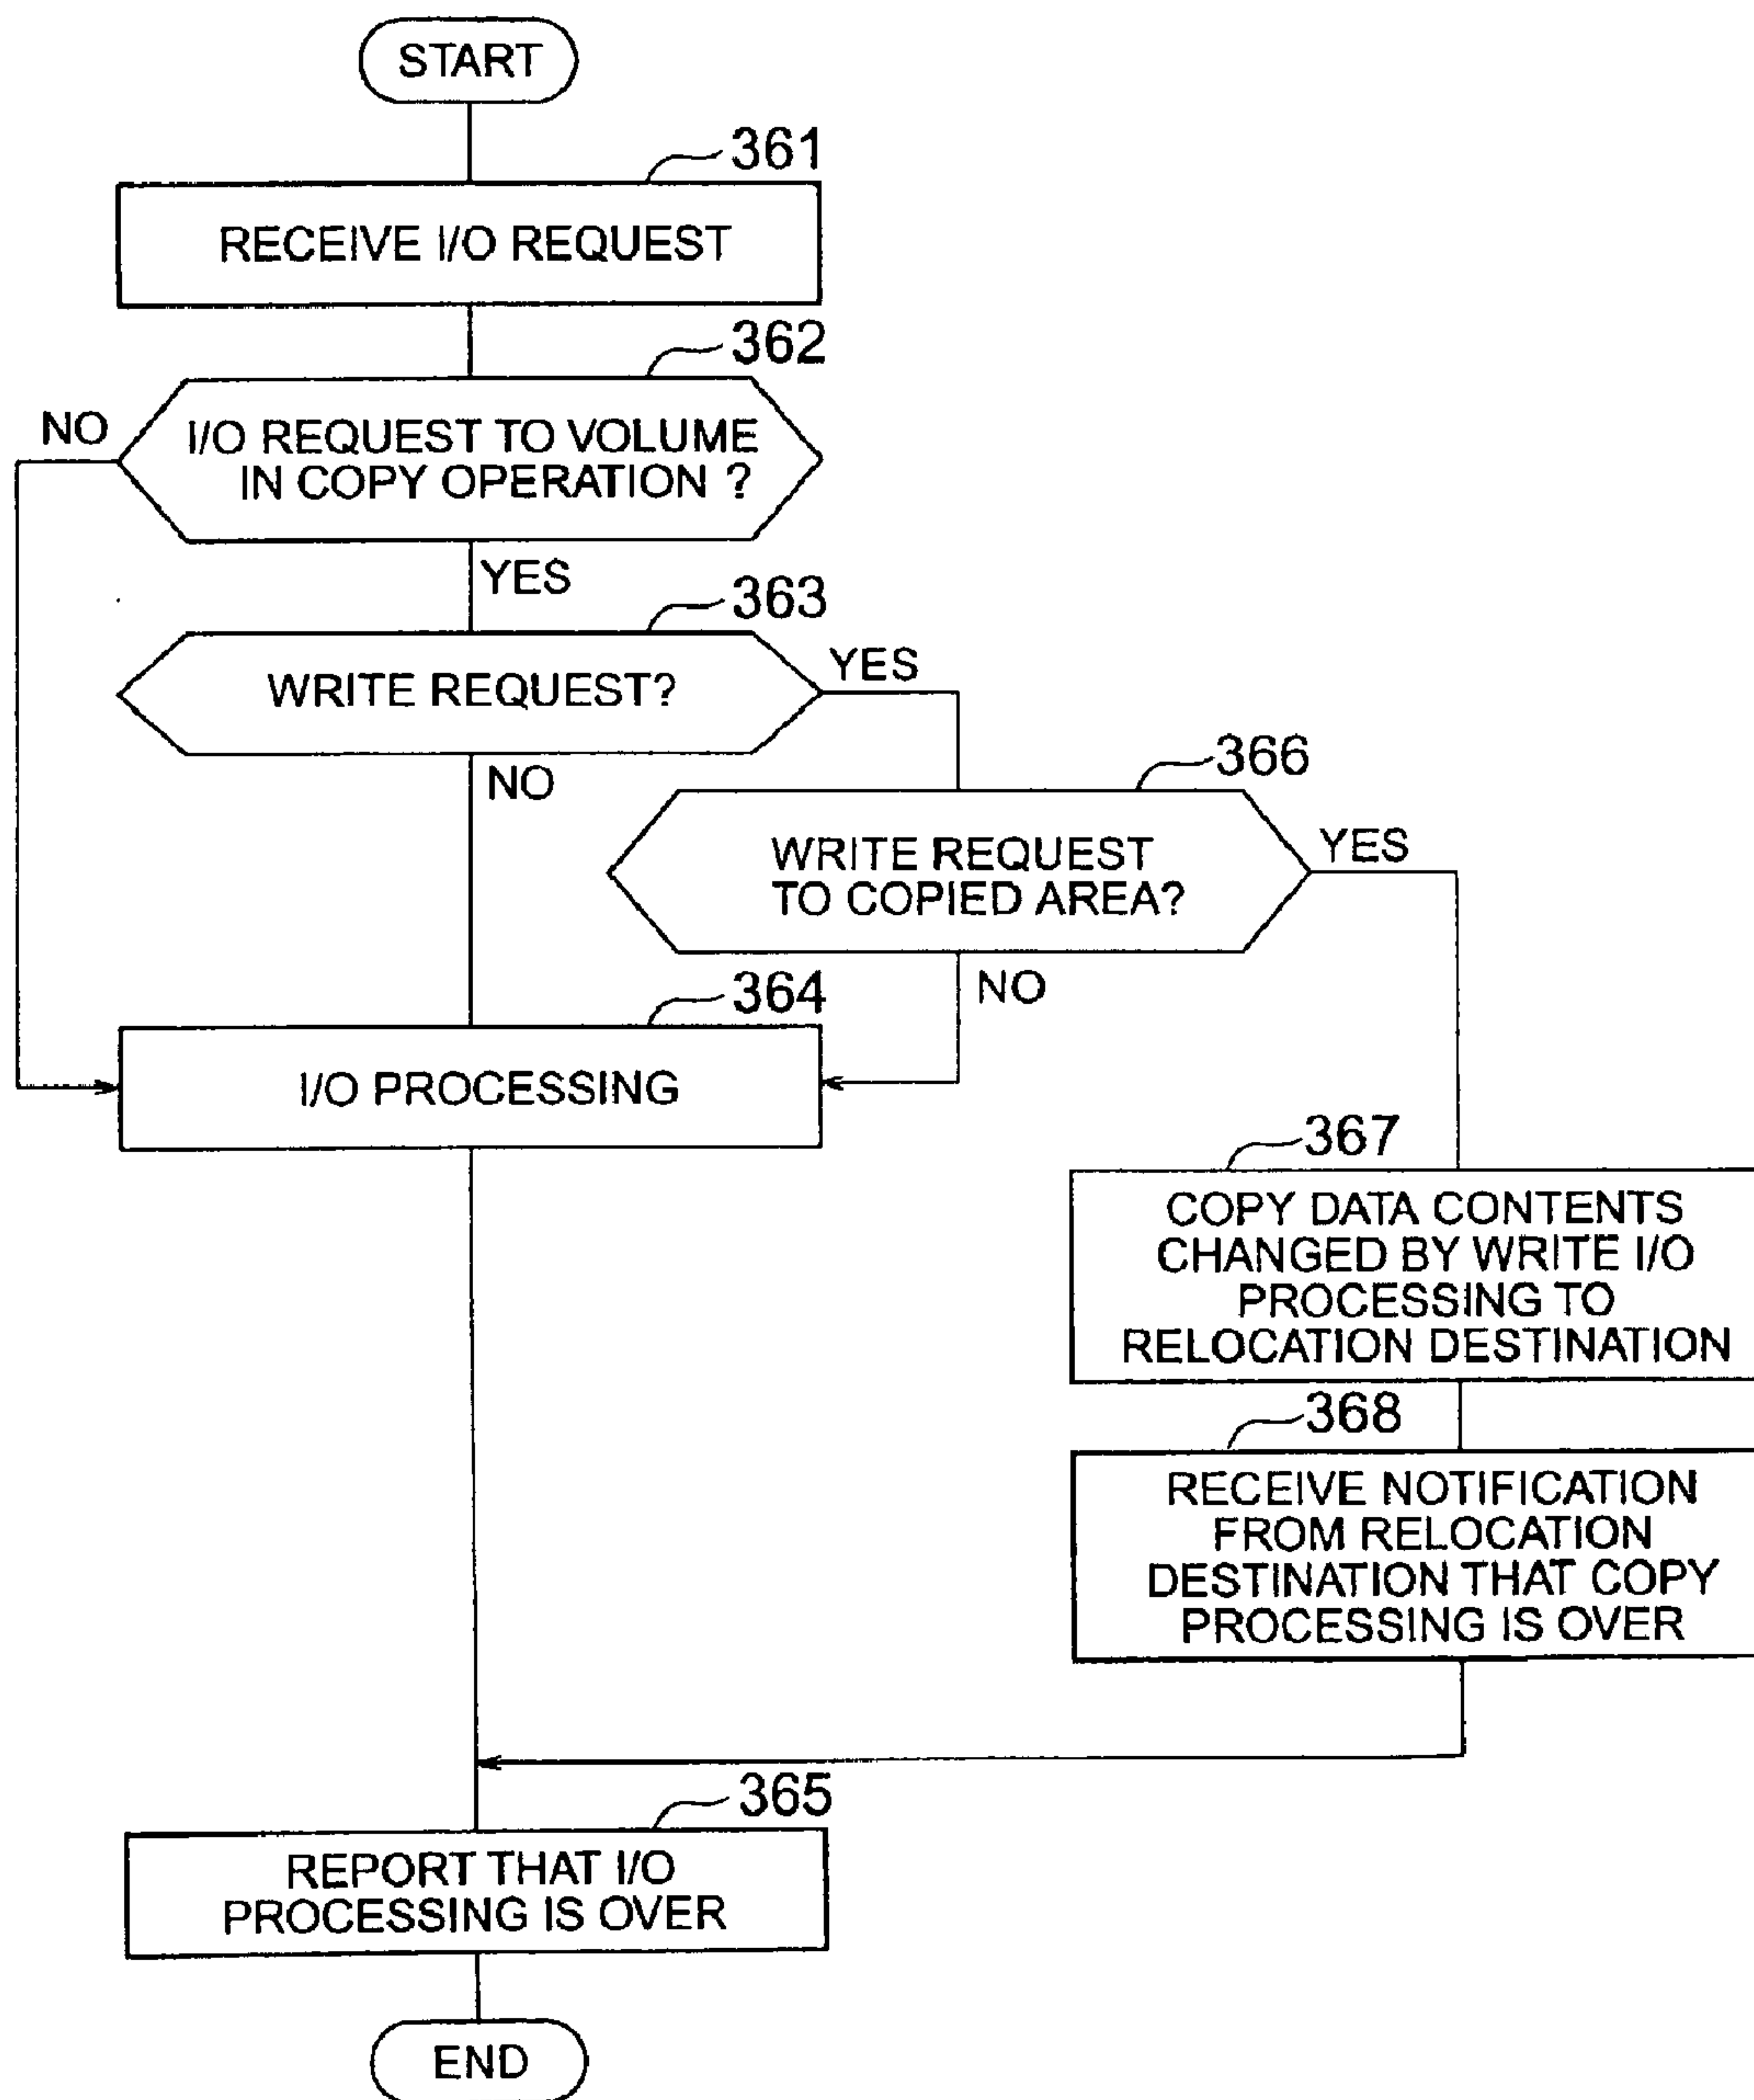 START
361
RECEIVE I/O REQUEST
362
NO
I/O REQUEST TO VOLUME
IN COPY OPERATION ?
YES
363
WRITE REQUEST?
YES
NO
366
WRITE REQUEST
TO COPIED AREA?
YES
NO
364
I/O PROCESSING
367
COPY DATA CONTENTS
CHANGED BY WRITE I/O
PROCESSING TO
RELOCATION DESTINATION
368
RECEIVE NOTIFICATION
FROM RELOCATION
DESTINATION THAT COPY
PROCESSING IS OVER
365
REPORT THAT I/O
PROCESSING IS OVER
END